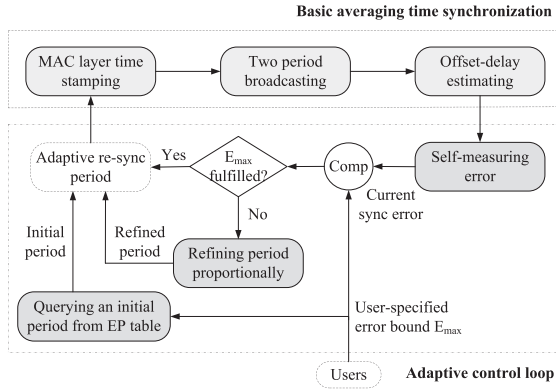 Basic averaging time synchronization
MAC layer time
stamping
Two period
broadcasting
Offset-delay
estimating
Adaptive re-sync
period
Yes
Emax
fulfilled?
Comp
Self-measuring
error
Current
sync error
No
Initial
period
Refined
period
Refining period
proportionally
Querying an initial
period from EP table
User-specified
error bound Emax
Users
Adaptive control loop